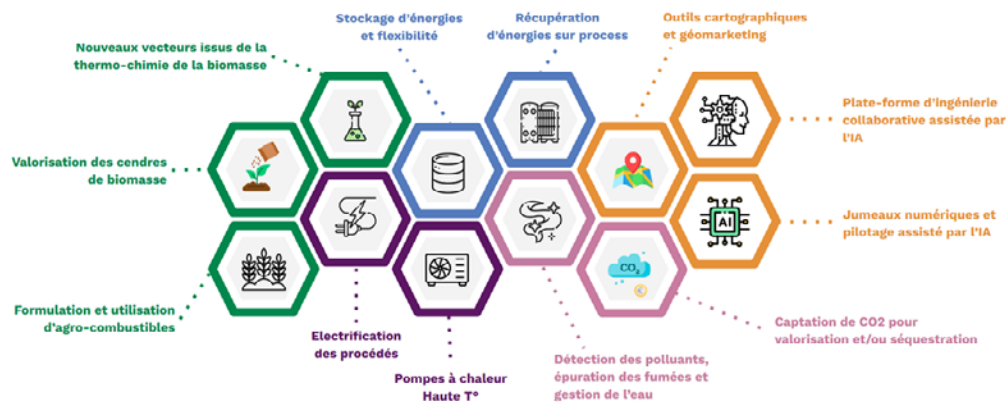 Stockage d'énergies
et flexibilité
Récupération
d'énergies sur process
Outils cartographiques
et géomarketing
Nouveaux vecteurs issus de la
thermo-chimie de la biomasse
Plate-forme d'ingénierie
collaborative assistée par
l'IA
Valorisation des cendres
de biomasse
AI
Jumeaux numériques et
pilotage assisté par l'IA
CO₂
Formulation et utilisation
d'agro-combustibles
Electrification
des procédés
Captation de CO2 pour
valorisation et/ou séquestration
Pompes à chaleur
Haute T°
Détection des polluants,
épuration des fumées et
gestion de l'eau